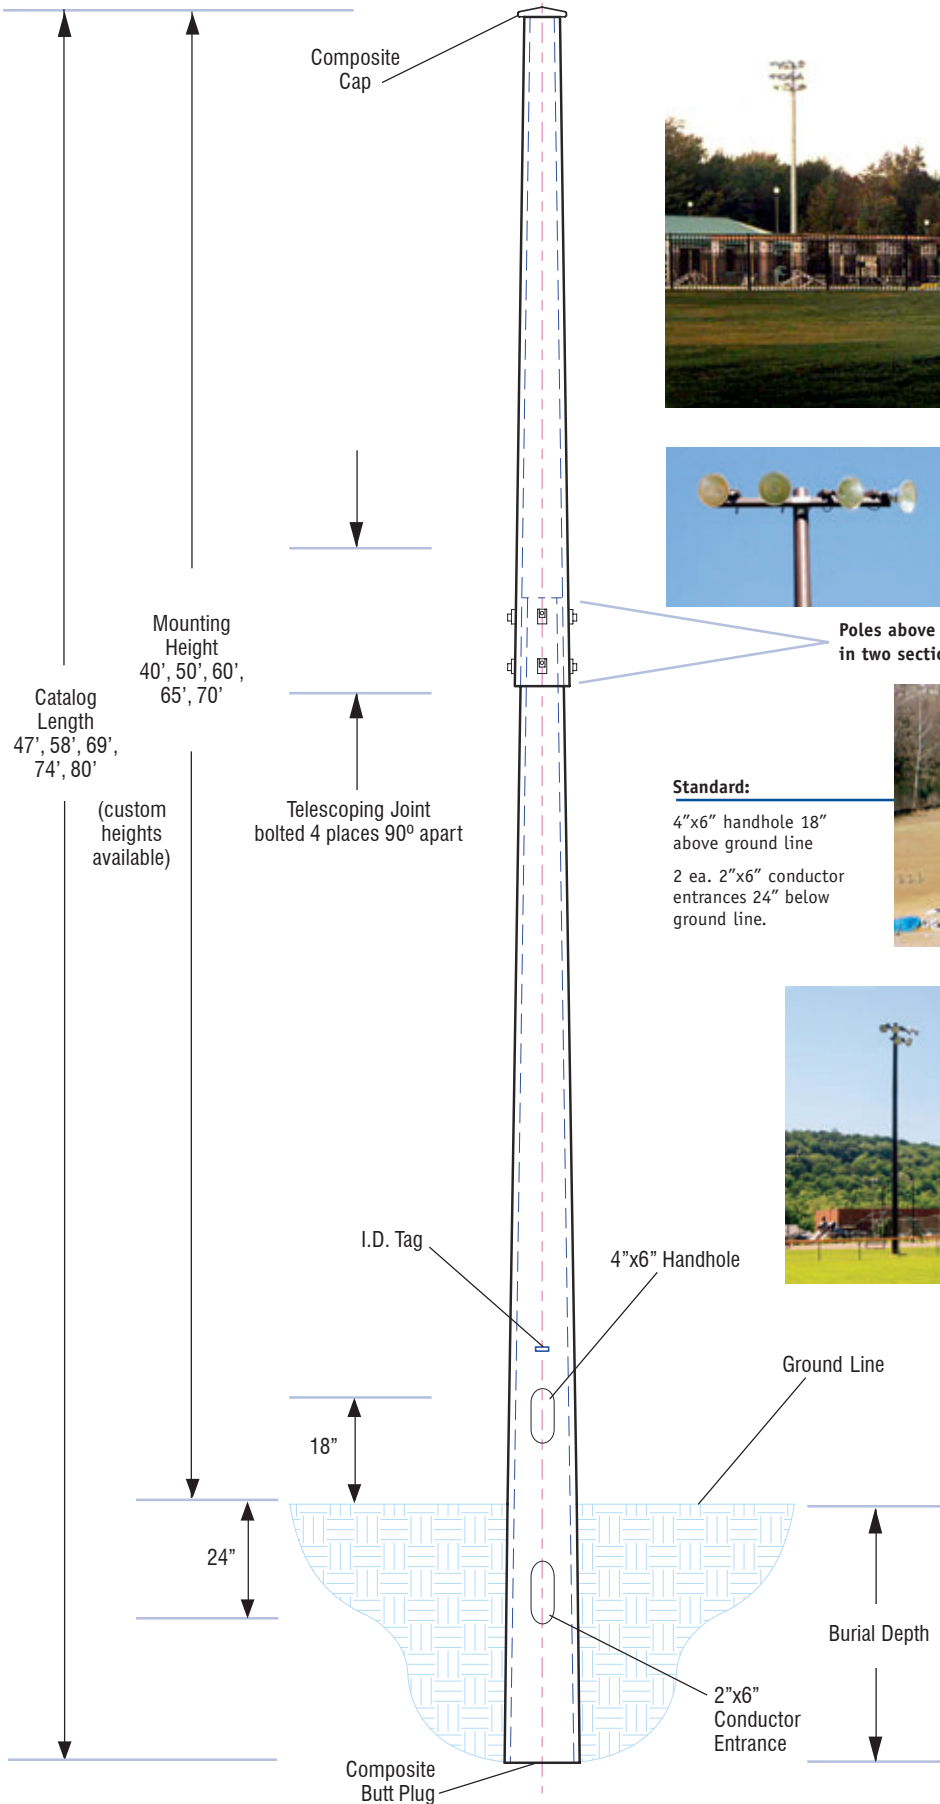 Composite
Cap
Mounting
Height
40’, 50’, 60’,
65’, 70’
Catalog
Length
47’, 58’, 69’,
74’, 80’
(custom
heights
available)
Telescoping Joint
bolted 4 places 90º apart
Poles above
in two sectio
Standard:
4”x6” handhole 18”
above ground line
2 ea. 2”x6” conductor
entrances 24” below
ground line.
I.D. Tag
4”x6” Handhole
Ground Line
18”
24”
Burial Depth
2”x6”
Conductor
Entrance
Composite
Butt Plug